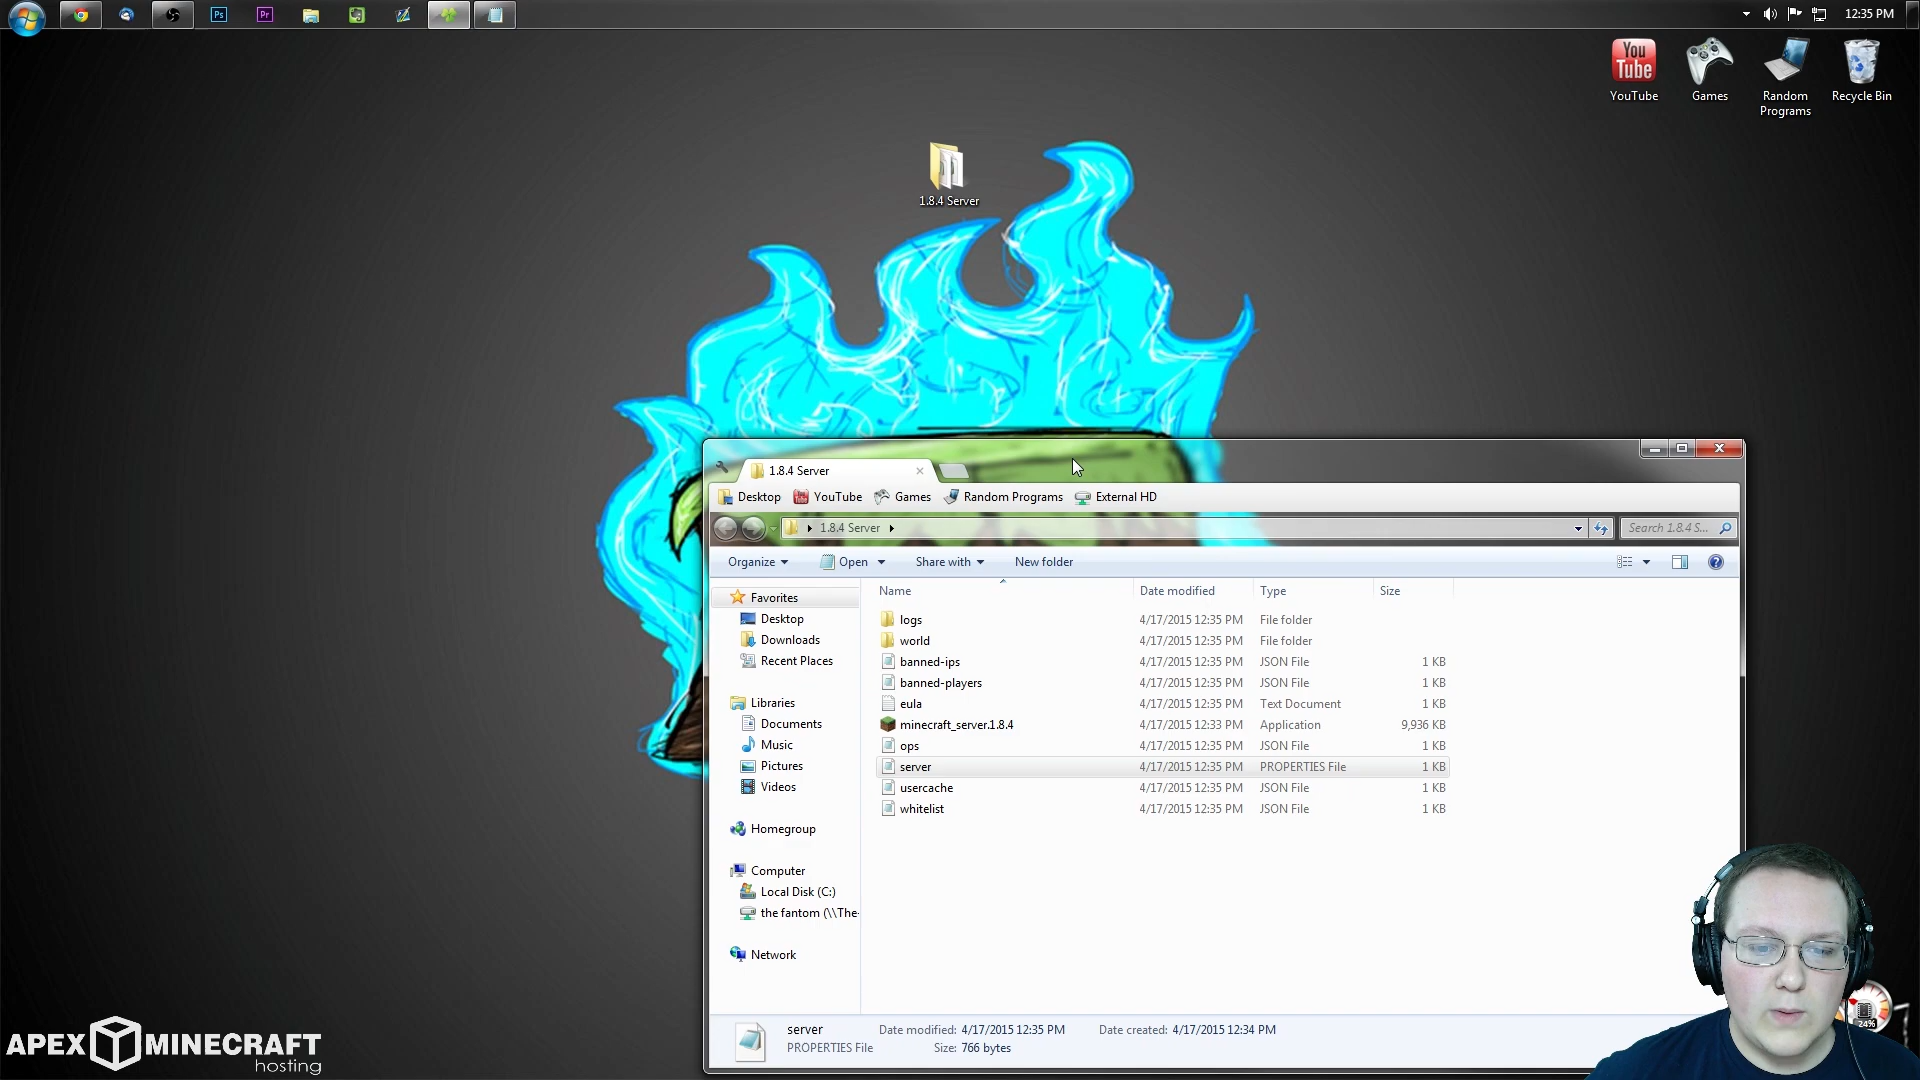 Ps
Pr
12:35 PM
You
Tube
YouTube
Games
Random
Programs
Recycle Bin
1.8.4 Server
1.8.4 Server
Desktop
YouTube
Games
Random Programs
External HD
1.8.4 Server
Search 1.8.4 S...
Organize
Open
Share with
New folder
Name
Date modified
Type
Size
Favorites
Desktop
Downloads
Recent Places
Libraries
Documents
Music
Pictures
Videos
Homegroup
Computer
Local Disk (C:)
the fantom (\\The-
Network
logs 4/17/2015 12:35 PM File folder
world 4/17/2015 12:35 PM File folder
banned-ips 4/17/2015 12:35 PM JSON File 1 KB
banned-players 4/17/2015 12:35 PM JSON File 1 KB
eula 4/17/2015 12:35 PM Text Document 1 KB
minecraft_server.1.8.4 4/17/2015 12:33 PM Application 9,936 KB
ops 4/17/2015 12:35 PM JSON File 1 KB
server 4/17/2015 12:35 PM PROPERTIES File 1 KB
usercache 4/17/2015 12:35 PM JSON File 1 KB
whitelist 4/17/2015 12:35 PM JSON File 1 KB
server Date modified: 4/17/2015 12:35 PM Date created: 4/17/2015 12:34 PM
PROPERTIES File Size: 766 bytes
24%
APEX MINECRAFT
hosting